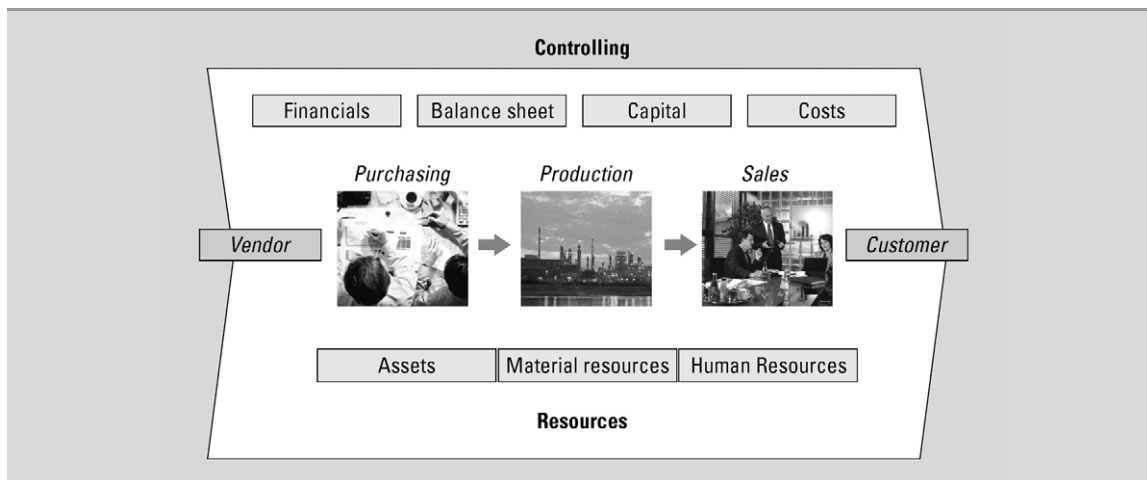 Controlling
Financials
Balance sheet
Capital
Costs
Purchasing
Production
Sales
Vendor
Customer
Assets
Material resources
Human Resources
Resources